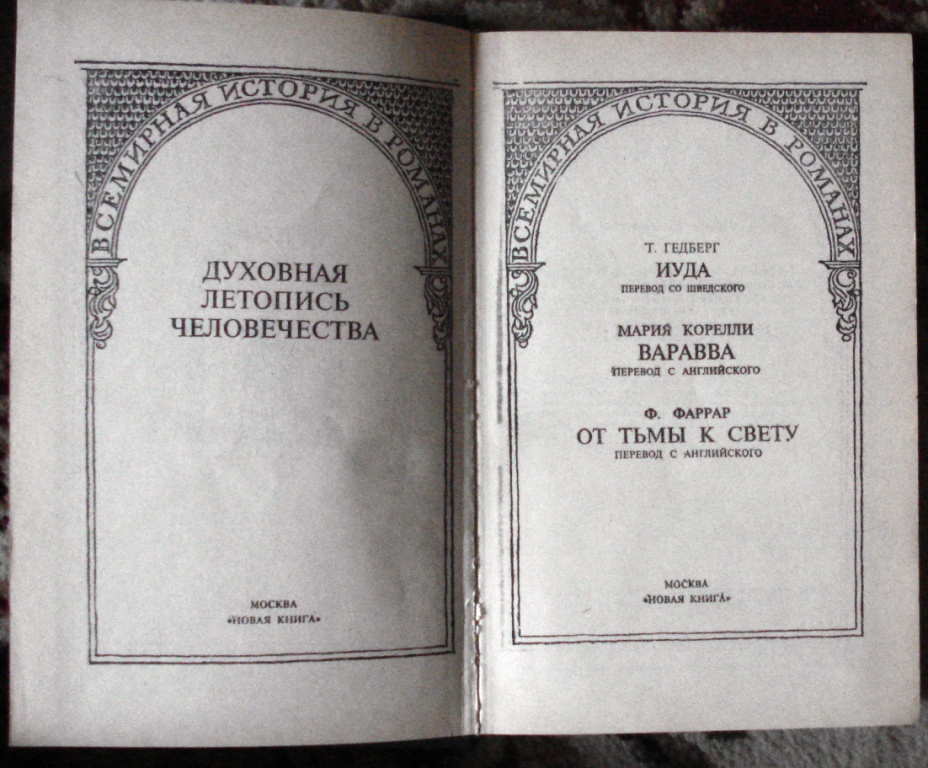 ВСЕМИРНАЯ ИСТОРИЯ В РОМАНАХ
ДУХОВНАЯ
ЛЕТОПИСЬ
ЧЕЛОВЕЧЕСТВА
МОСКВА
«НОВАЯ КНИГА»
ВСЕМИРНАЯ ИСТОРИЯ В РОМАНАХ
Т. ГЕДБЕРГ
ИУДА
ПЕРЕВОД СО ШВЕДСКОГО
МАРИЯ КОРЕЛЛИ
ВАРАВВА
ПЕРЕВОД С АНГЛИЙСКОГО
Ф. ФАРРАР
ОТ ТЬМЫ К СВЕТУ
ПЕРЕВОД С АНГЛИЙСКОГО
МОСКВА
«НОВАЯ КНИГА»